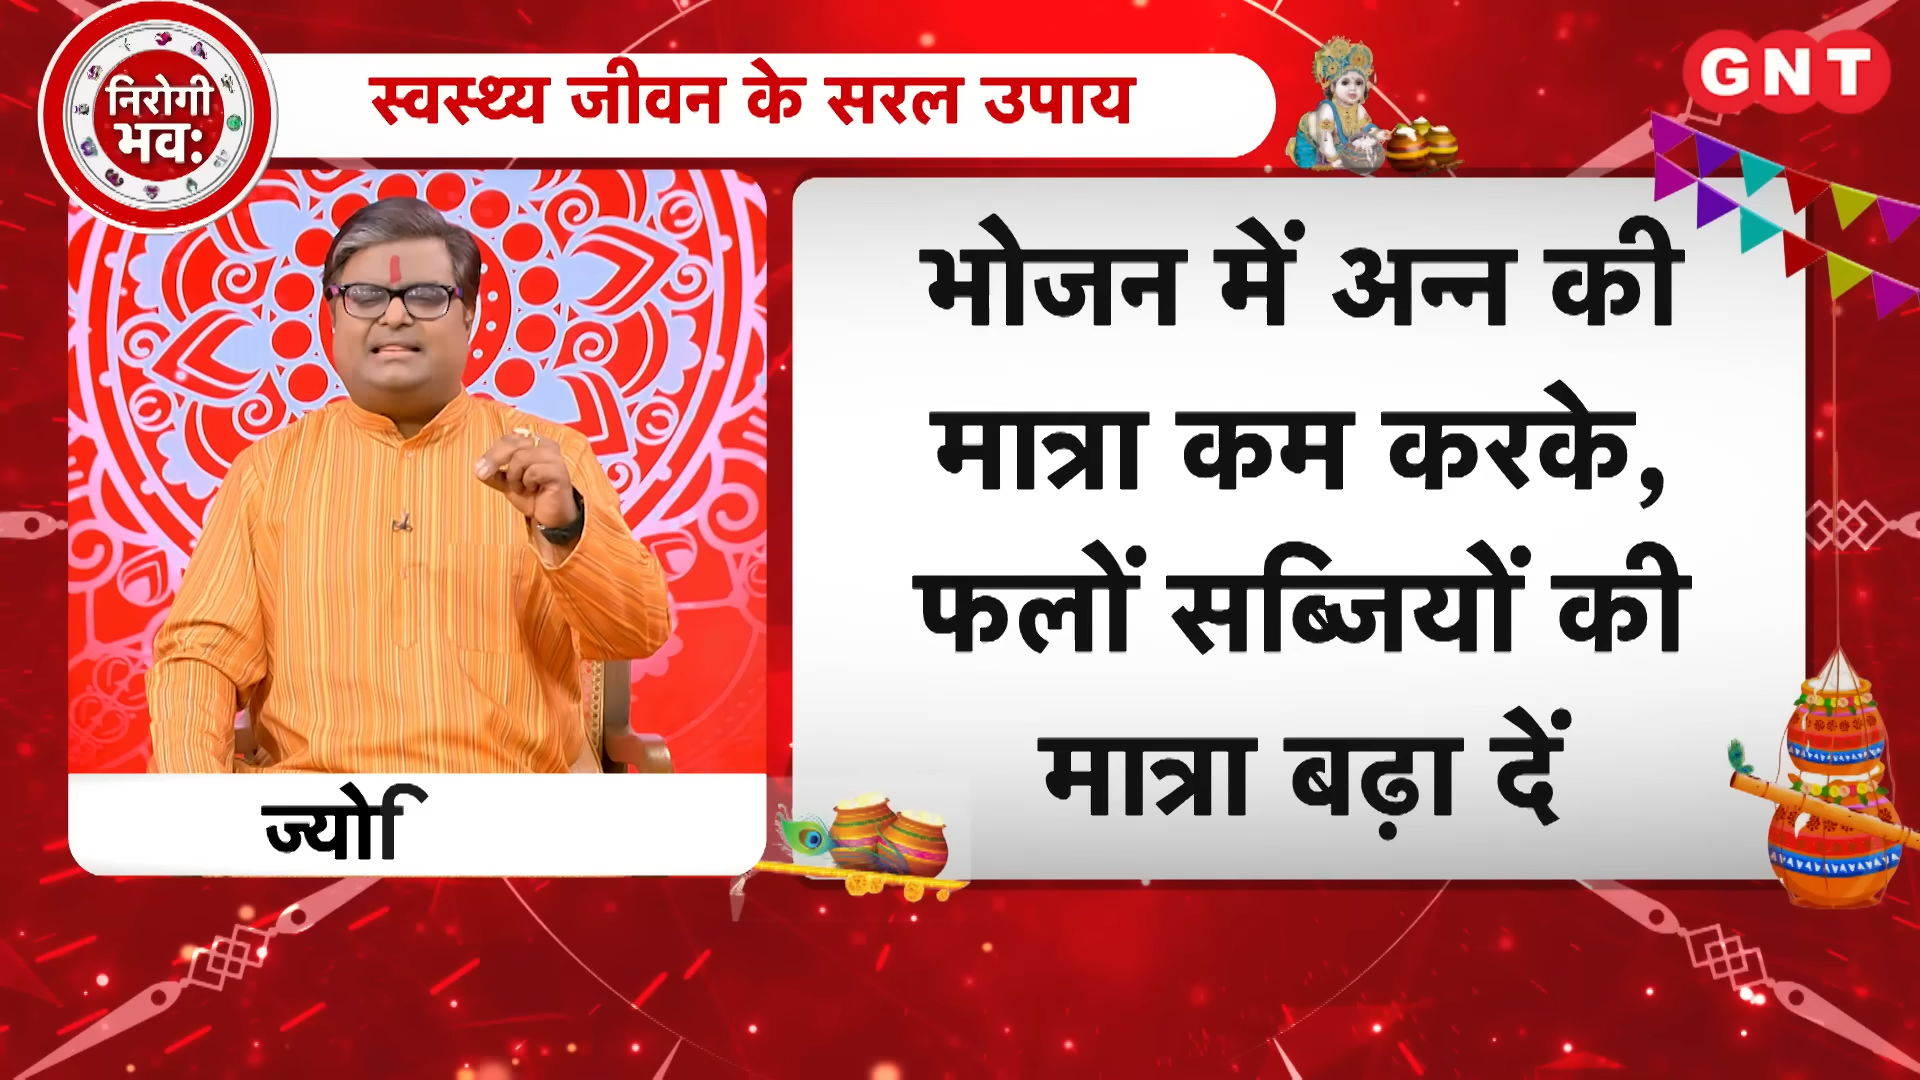 निरोगी
भव:
स्वस्थ्य जीवन के सरल उपाय
GNT
भोजन में अन्न की
मात्रा कम करके,
फलों सब्जियों की
मात्रा बढ़ा दें
ज्योि